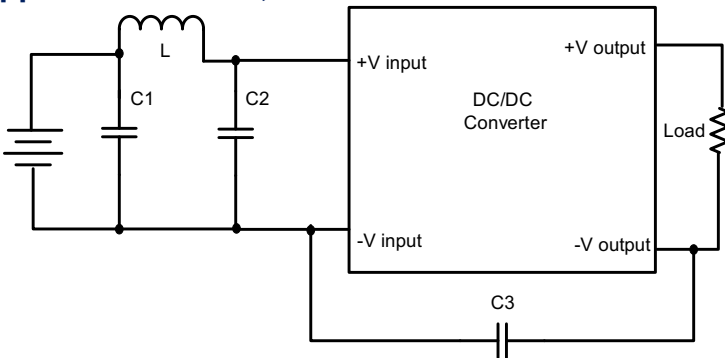 L
C1
C2
+V input
-V input
DC/DC
Converter
+V output
-V output
Load
C3